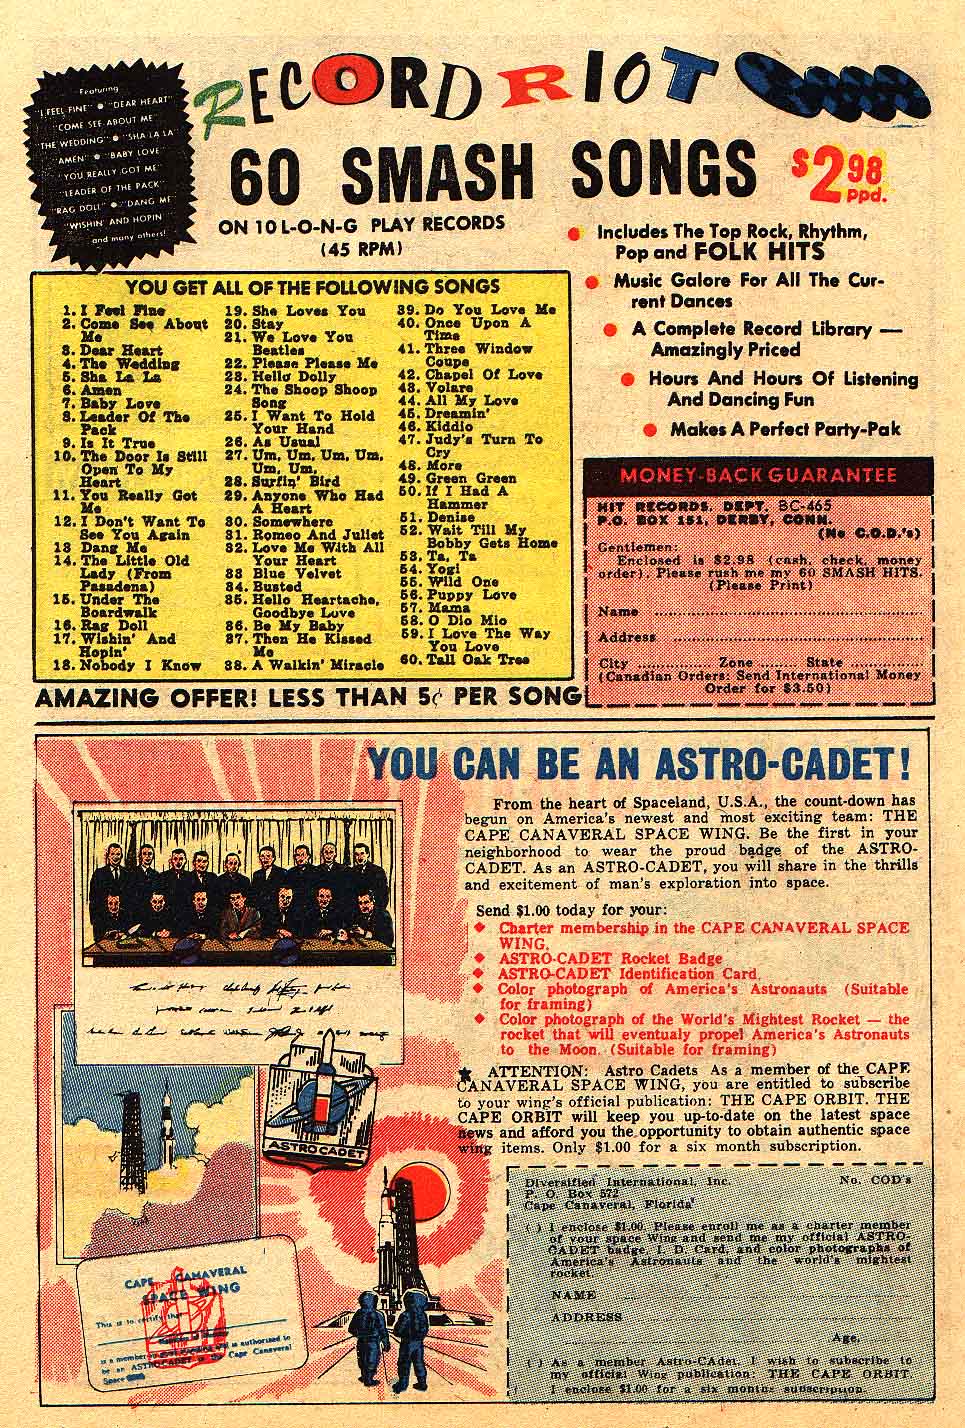 RECORD RIOT
Featuring
"I FEEL FINE" ● "DEAR HEART"
"COME SEE ABOUT ME"
THE WEDDING" ● "SHA LA LA
"AMEN" ● "BABY LOVE"
"YOU REALLY GOT ME"
"LEADER OF THE PACK"
"RAG DOLL" ● "DANG ME"
"WISHIN' AND HOPIN'
and many others!
60 SMASH SONGS $2.98 ppd.
ON 10 L-O-N-G PLAY RECORDS
(45 RPM)
● Includes The Top Rock, Rhythm,
Pop and FOLK HITS
● Music Galore For All The Cur-
rent Dances
● A Complete Record Library —
Amazingly Priced
● Hours And Hours Of Listening
And Dancing Fun
● Makes A Perfect Party-Pak
YOU GET ALL OF THE FOLLOWING SONGS
1. I Feel Fine
2. Come See About
Me
3. Dear Heart
4. The Wedding
5. Sha La La
6. Amen
7. Baby Love
8. Leader Of The
Pack
9. Is It True
10. The Door Is Still
Open To My
Heart
11. You Really Got
Me
12. I Don't Want To
See You Again
13 Dang Me
14. The Little Old
Lady (From
Pasadena)
15. Under The
Boardwalk
16. Rag Doll
17. Wishin' And
Hopin'
18. Nobody I Know
19. She Loves You
20. Stay
21. We Love You
Beatles
22. Please Please Me
23. Hello Dolly
24. The Shoop Shoop
Song
25. I Want To Hold
Your Hand
26. As Usual
27. Um, Um, Um, Um,
Um, Um,
28. Surfin' Bird
29. Anyone Who Had
A Heart
30. Somewhere
31. Romeo And Juliet
32. Love Me With All
Your Heart
33 Blue Velvet
34. Busted
35. Hello Heartache,
Goodbye Love
36. Be My Baby
37. Then He Kissed
Me
38. A Walkin' Miracle
39. Do You Love Me
40. Once Upon A
Time
41. Three Window
Coupe
42. Chapel Of Love
43. Volare
44. All My Love
45. Dreamin'
46. Kiddio
47. Judy's Turn To
Cry
48. More
49. Green Green
50. If I Had A
Hammer
51. Denise
52. Wait Till My
Bobby Gets Home
53. Ta, Ta
54. Yogi
55. Wild One
56. Puppy Love
57. Mama
58. O Dio Mio
59. I Love The Way
You Love
60. Tall Oak Tree
AMAZING OFFER! LESS THAN 5¢ PER SONG
MONEY-BACK GUARANTEE
HIT RECORDS, DEPT. BC-465
P.O. BOX 151, DERBY, CONN.
(No C.O.D.'s)
Gentlemen:
Enclosed is $2.98 (cash, check, money
order). Please rush me my 60 SMASH HITS.
(Please Print)
Name
Address
City Zone State
(Canadian Orders: Send International Money
Order for $3.50)
YOU CAN BE AN ASTRO-CADET!
From the heart of Spaceland, U.S.A., the count-down has
begun on America's newest and most exciting team: THE
CAPE CANAVERAL SPACE WING. Be the first in your
neighborhood to wear the proud badge of the ASTRO-
CADET. As an ASTRO-CADET, you will share in the thrills
and excitement of man's exploration into space.
Send $1.00 today for your:
◆ Charter membership in the CAPE CANAVERAL SPACE
WING.
◆ ASTRO-CADET Rocket Badge
◆ ASTRO-CADET Identification Card.
◆ Color photograph of America's Astronauts (Suitable
for framing)
◆ Color photograph of the World's Mightest Rocket — the
rocket that will eventualy propel America's Astronauts
to the Moon. (Suitable for framing)
★ ATTENTION: Astro Cadets As a member of the CAPE
CANAVERAL SPACE WING, you are entitled to subscribe
to your wing's official publication: THE CAPE ORBIT. THE
CAPE ORBIT will keep you up-to-date on the latest space
news and afford you the opportunity to obtain authentic space
wing items. Only $1.00 for a six month subscription.
ASTRO CADET
CAPE CANAVERAL
SPACE WING
This is to certify that
is a member is authorized to
be an ASTRO-CADET in the Cape Canaveral
Space
Diversified International, Inc. No. COD's
P. O. Box 572
Cape Canaveral, Florida
( ) I enclose $1.00. Please enroll me as a charter member
of your space Wing and send me my official ASTRO-
CADET badge, I. D. Card, and color photographs of
America's Astronauts and the world's mightest
rocket
NAME
ADDRESS
Age.
( ) As a member Astro-CAdet, I wish to subscribe to
my official Wing publication: THE CAPE ORBIT.
I enclose $1.00 for a six months subscription.